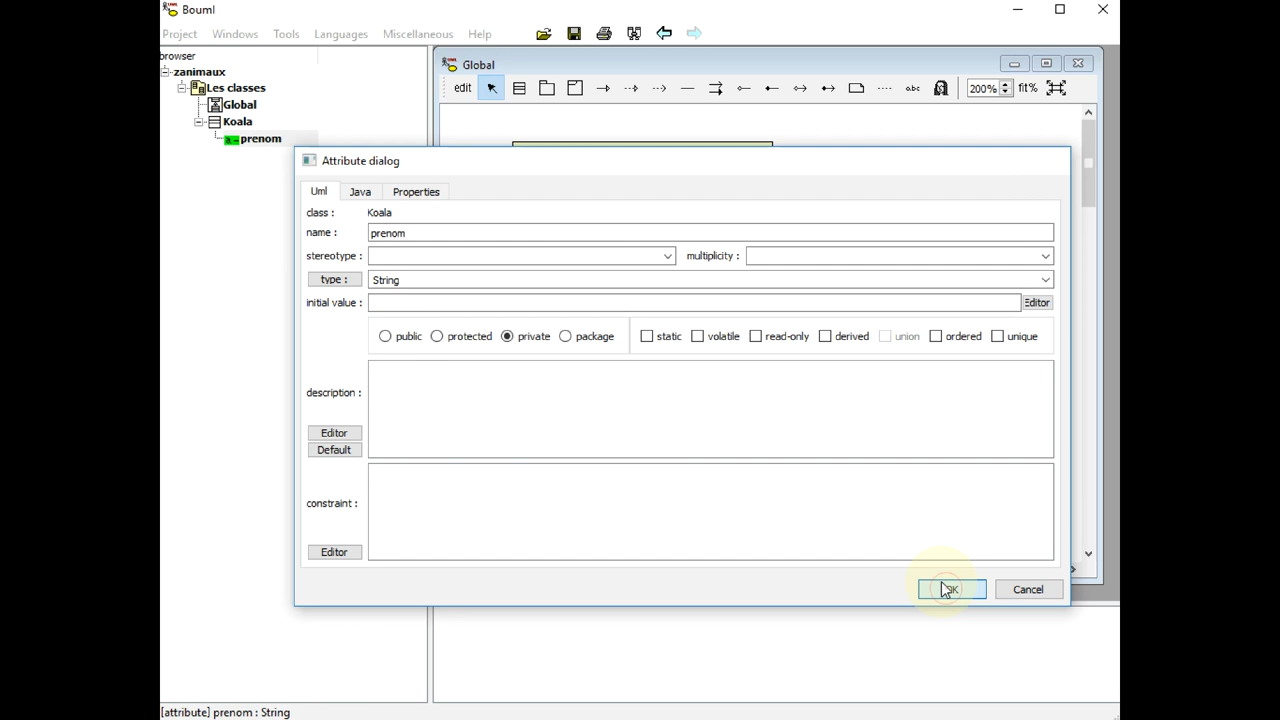 Bouml
Project Windows Tools Languages Miscellaneous Help
browser
zanimaux
Les classes
Global
Koala
prenom
Global
edit abc 200% fit%
Attribute dialog
Uml Java Properties
class : Koala
name : prenom
stereotype : multiplicity :
type : String
initial value : Editor
public protected private package static volatile read-only derived union ordered unique
description :
Editor
Default
constraint :
Editor
OK Cancel
[attribute] prenom : String